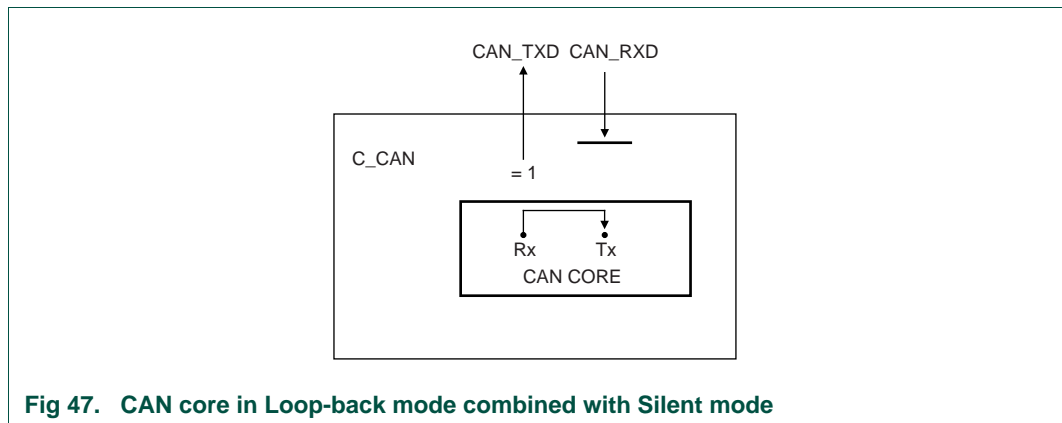 CAN_TXD CAN_RXD
C_CAN
= 1
Rx Tx
CAN CORE
Fig 47. CAN core in Loop-back mode combined with Silent mode